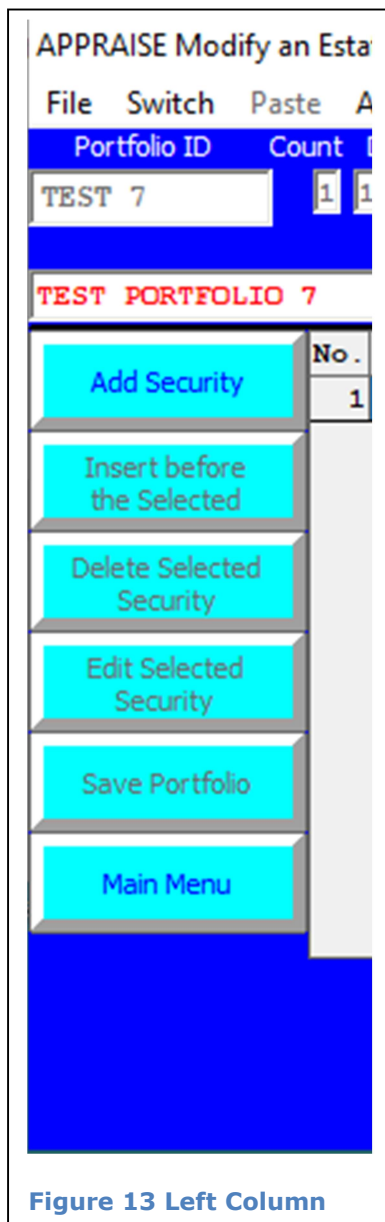 APPRAISE Modify an Esta
File Switch Paste A
Portfolio ID Count
TEST 7 1 1
TEST PORTFOLIO 7
Add Security
No.
1
Insert before
the Selected
Delete Selected
Security
Edit Selected
Security
Save Portfolio
Main Menu
Figure 13 Left Column